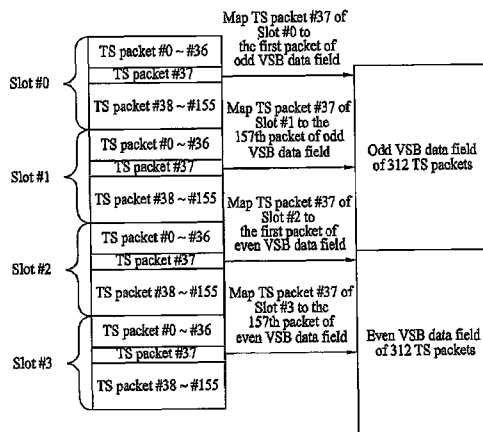 Slot #0
TS packet #0 ~ #36
TS packet #37
TS packet #38 ~ #155
Slot #1
TS packet #0 ~ #36
TS packet #37
TS packet #38 ~ #155
Slot #2
TS packet #0 ~ #36
TS packet #37
TS packet #38 ~ #155
Slot #3
TS packet #0 ~ #36
TS packet #37
TS packet #38 ~ #155
Map TS packet #37 of
Slot #0 to
the first packet of
odd VSB data field
Map TS packet #37 of
Slot #1 to the
157th packet of odd
VSB data field
Map TS packet #37 of
Slot #2 to
the first packet of
even VSB data field
Map TS packet #37 of
Slot #3 to the
157th packet of
even VSB data field
Odd VSB data field
of 312 TS packets
Even VSB data field
of 312 TS packets